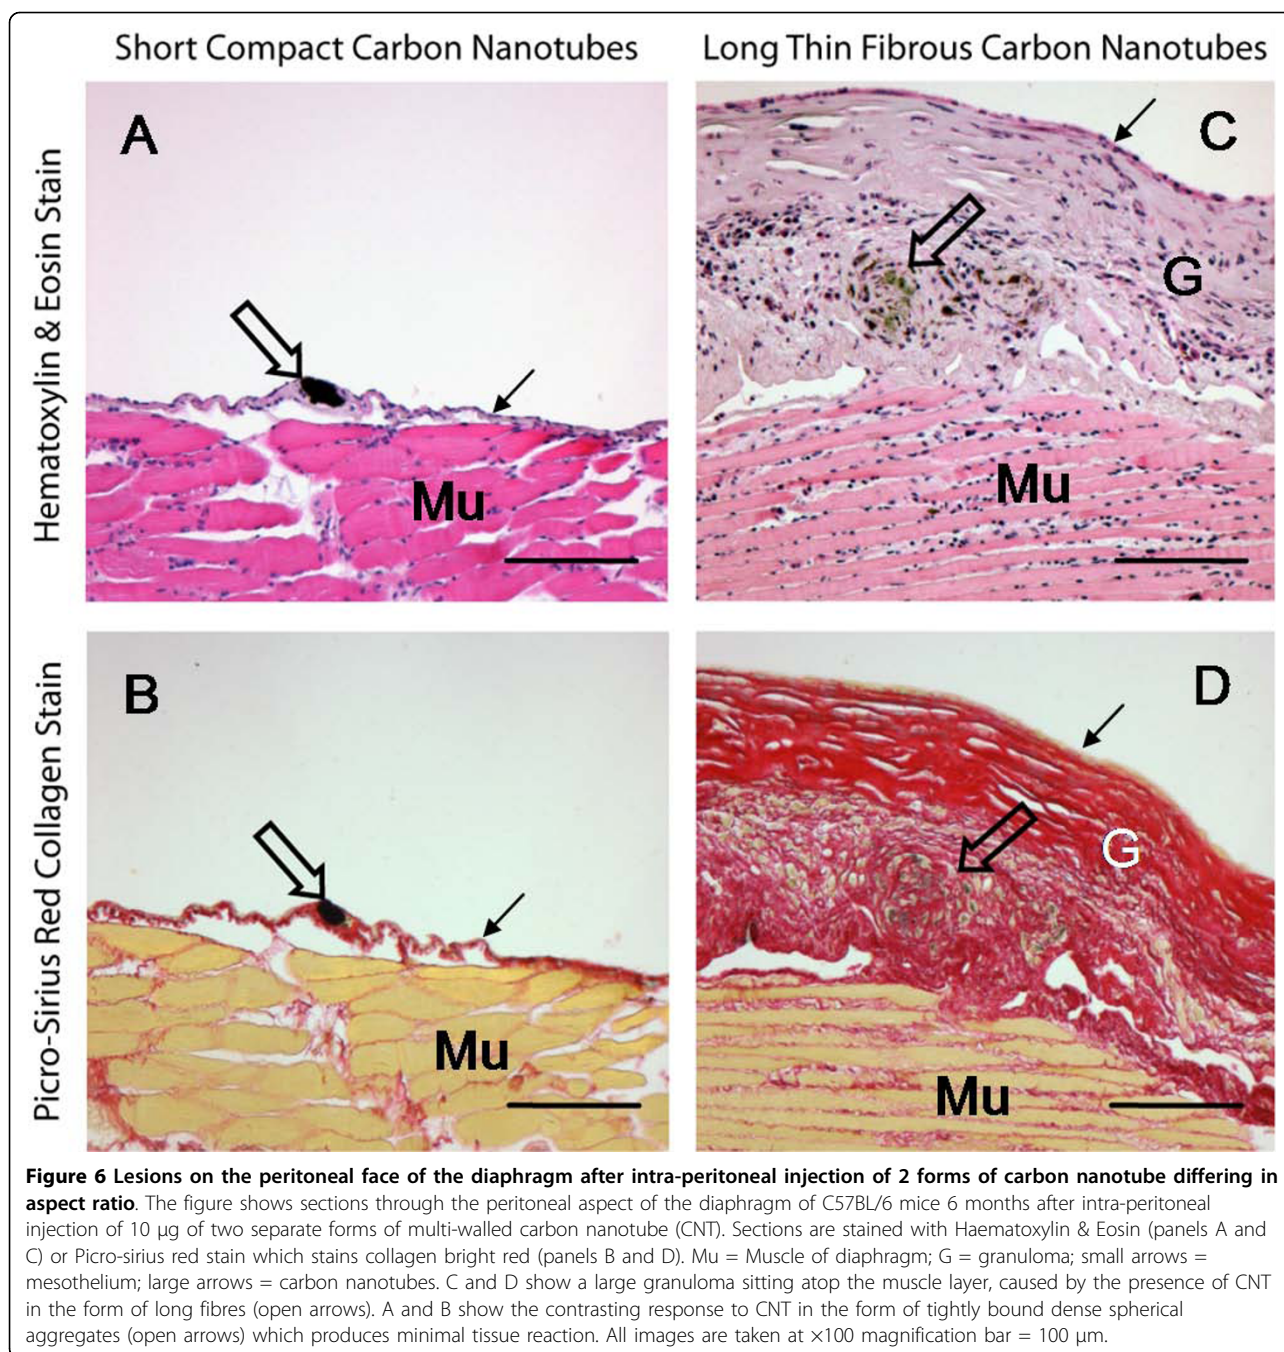 Short Compact Carbon Nanotubes
Long Thin Fibrous Carbon Nanotubes
Hematoxylin & Eosin Stain
A
Mu
C
G
Mu
Picro-Sirius Red Collagen Stain
B
Mu
D
G
Mu
Figure 6 Lesions on the peritoneal face of the diaphragm after intra-peritoneal injection of 2 forms of carbon nanotube differing in
aspect ratio. The figure shows sections through the peritoneal aspect of the diaphragm of C57BL/6 mice 6 months after intra-peritoneal
injection of 10 μg of two separate forms of multi-walled carbon nanotube (CNT). Sections are stained with Haematoxylin & Eosin (panels A and
C) or Picro-sirius red stain which stains collagen bright red (panels B and D). Mu = Muscle of diaphragm; G = granuloma; small arrows =
mesothelium; large arrows = carbon nanotubes. C and D show a large granuloma sitting atop the muscle layer, caused by the presence of CNT
in the form of long fibres (open arrows). A and B show the contrasting response to CNT in the form of tightly bound dense spherical
aggregates (open arrows) which produces minimal tissue reaction. All images are taken at ×100 magnification bar = 100 μm.